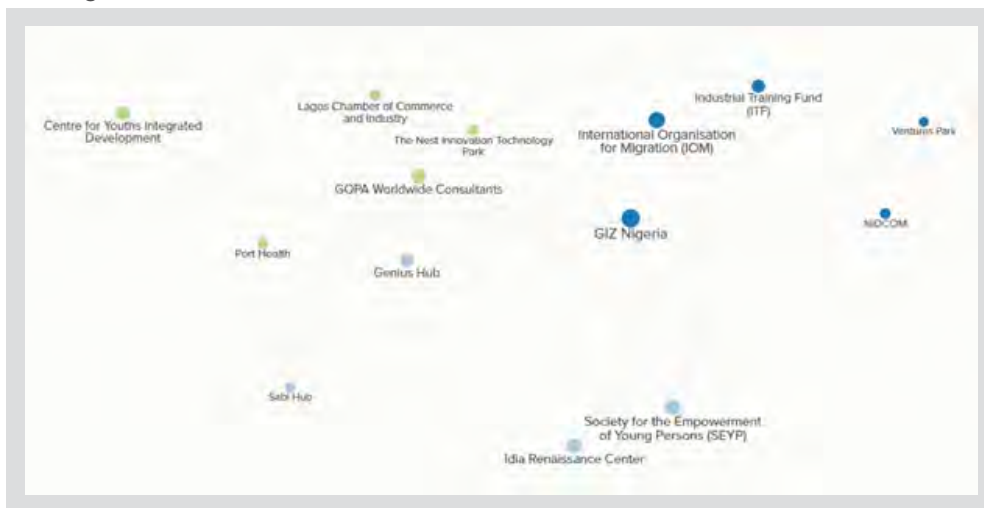 Centre for Youths Integrated
Development
Lagos Chamber of Commerce
and Industry
The Nest Innovation Technology
Park
GOPA Worldwide Consultants
Port Health
Genius Hub
Sabi Hub
Industrial Training Fund
(ITF)
International Organisation
for Migration (IOM)
Ventures Park
GIZ Nigeria
NiDCOM
Society for the Empowerment
of Young Persons (SEYP)
Idia Renaissance Center